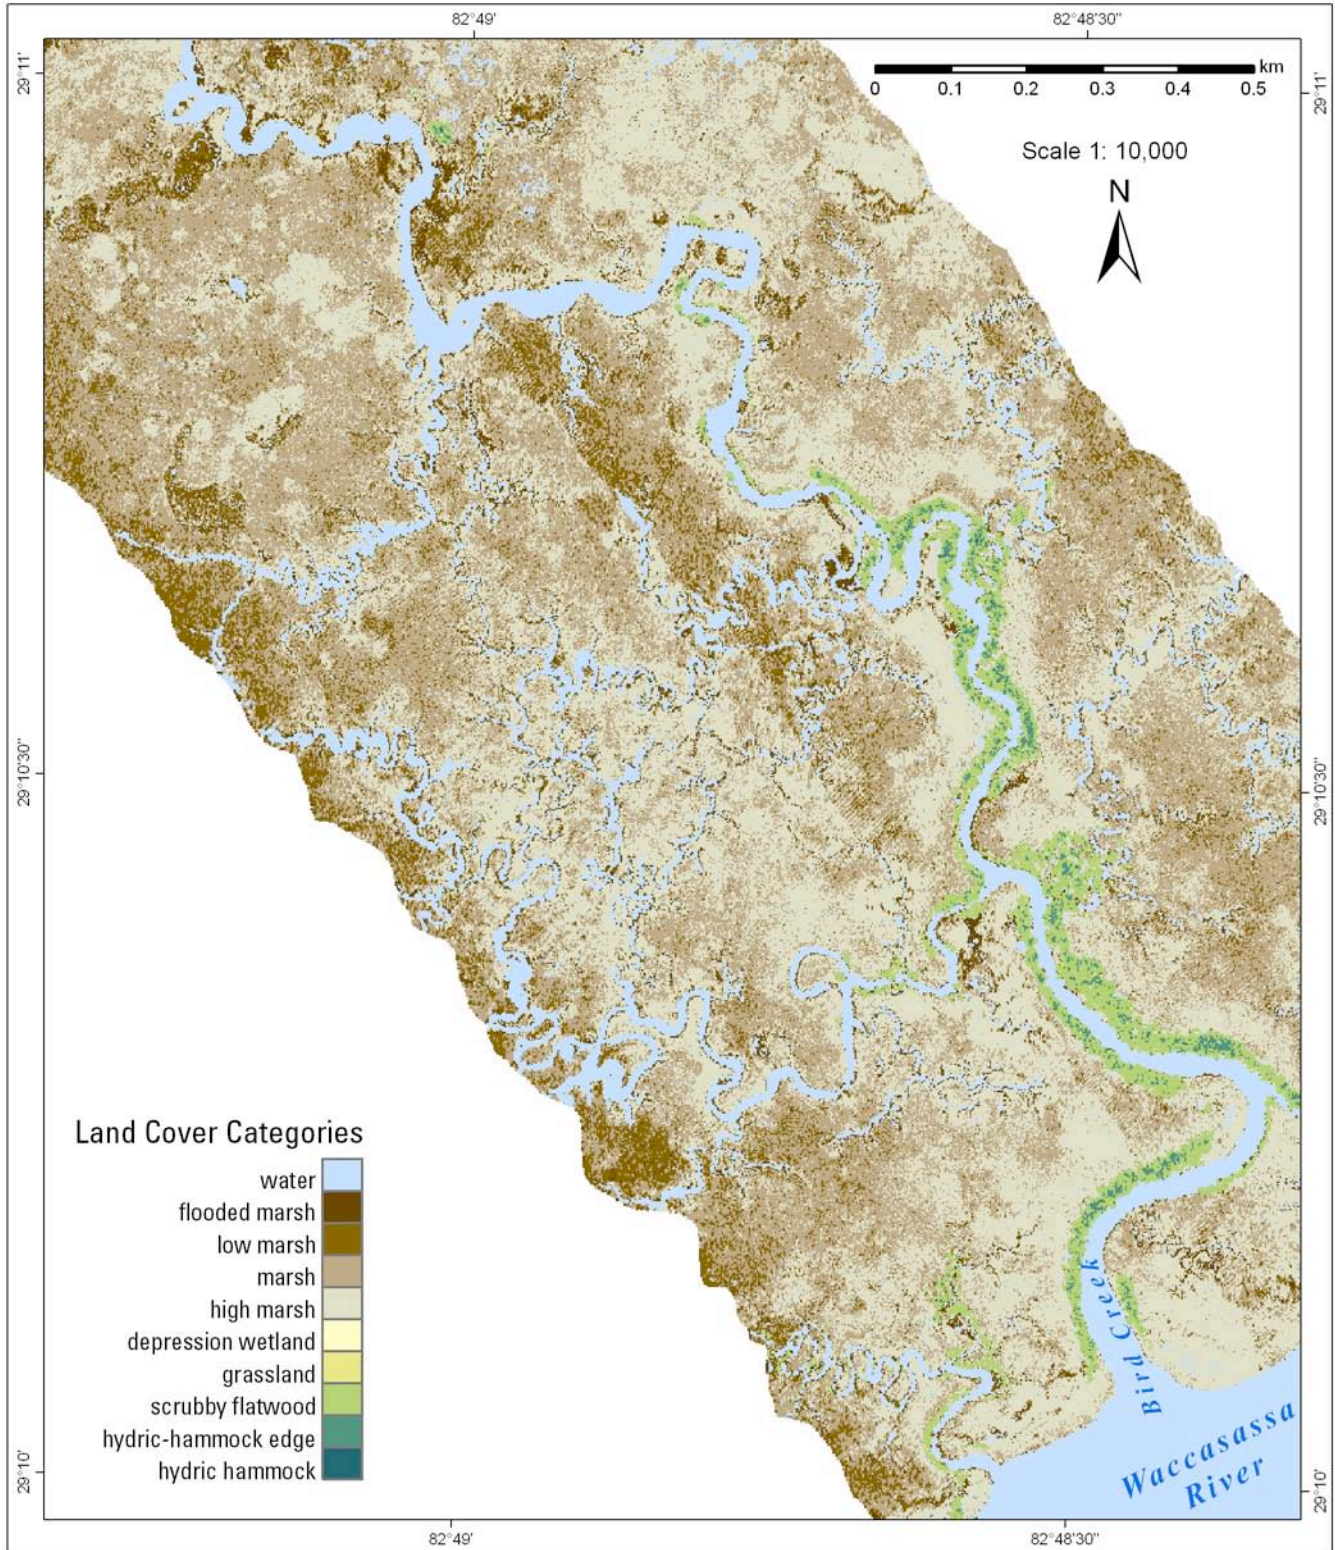 82°49'
82°48'30"
29°11'
29°11'
km
0 0.1 0.2 0.3 0.4 0.5
Scale 1: 10,000
N
29°10'30"
29°10'30"
Land Cover Categories
water
flooded marsh
low marsh
marsh
high marsh
depression wetland
grassland
scrubby flatwood
hydric-hammock edge
hydric hammock
Bird Creek
Waccasassa
River
29°10'
29°10'
82°49'
82°48'30"